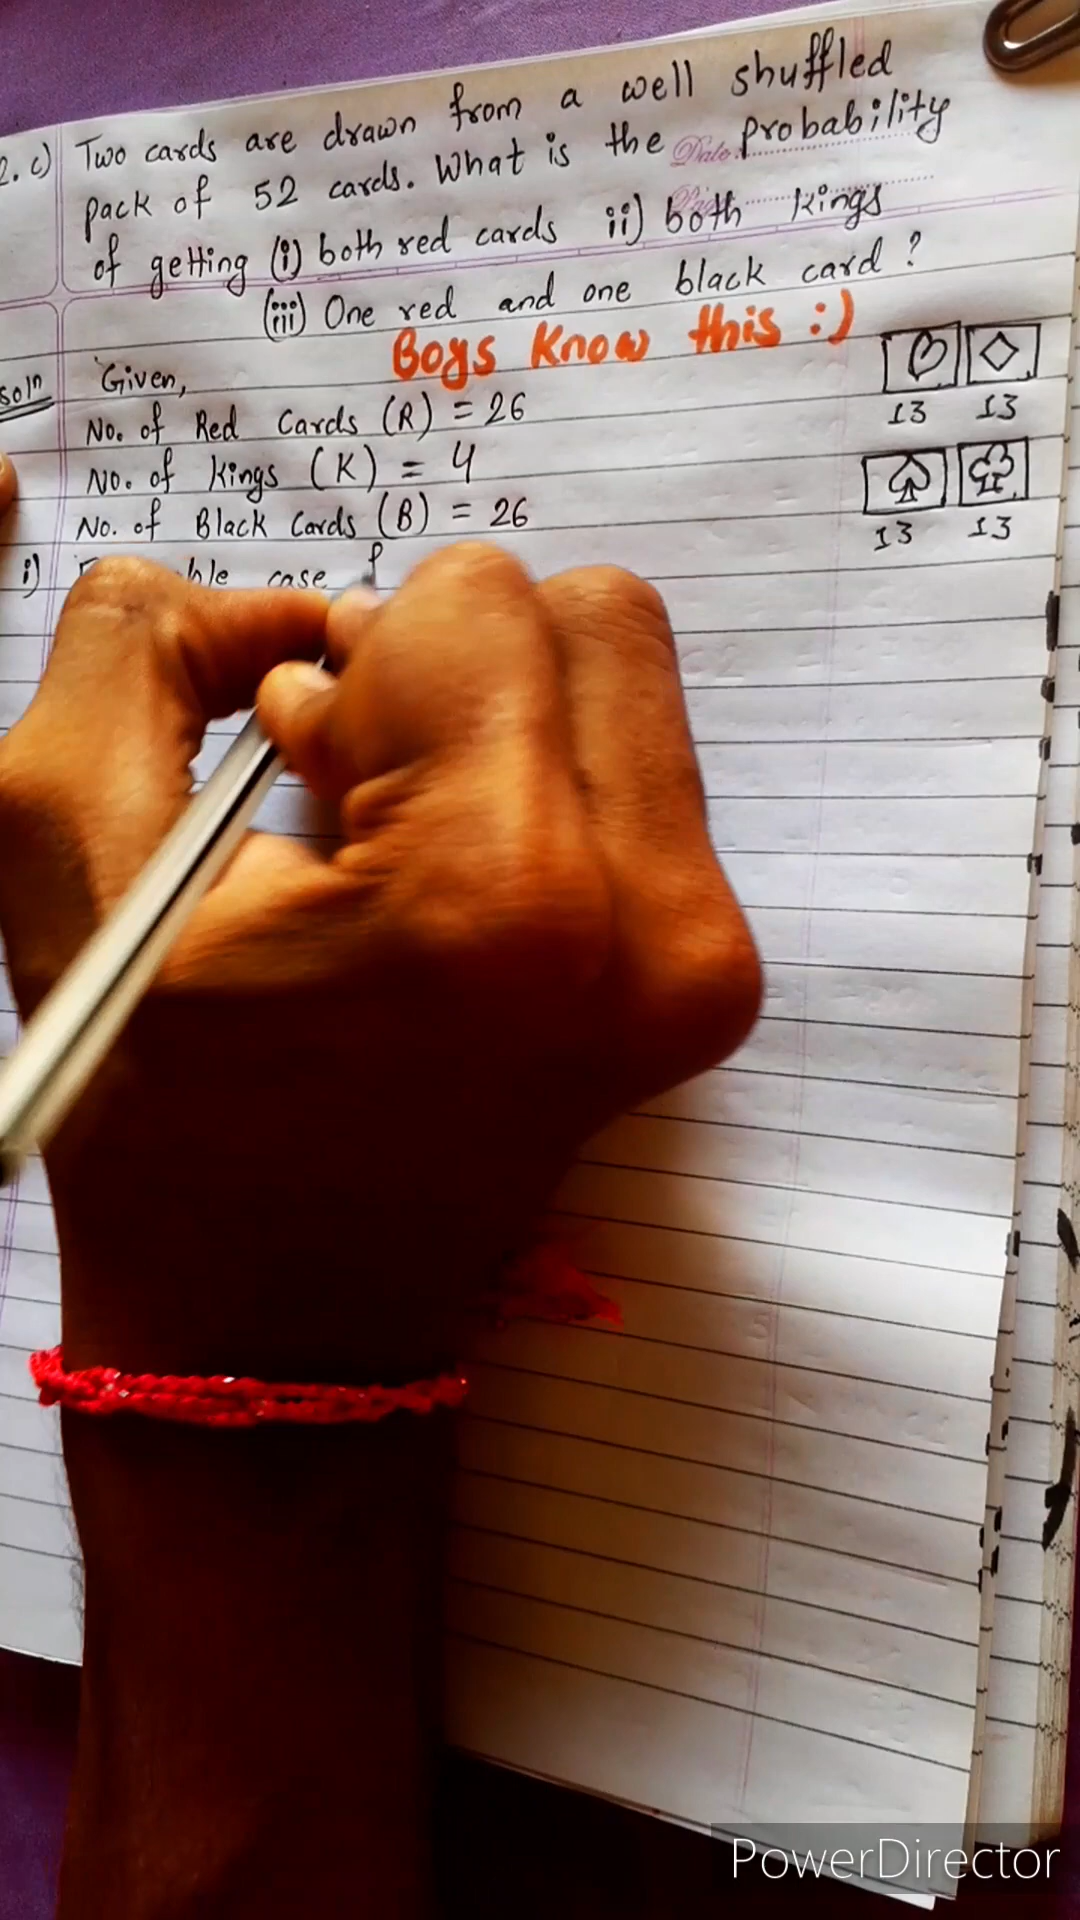 2.c) Two cards are drawn from a well shuffled
pack of 52 cards. What is the probability
Date.
of getting (i) both red cards ii) both kings
(iii) One red and one black card ?
Boys Know this :)
soln Given,
No. of Red Cards (R) = 26
13 13
No. of Kings (K) = 4
No. of Black Cards (B) = 26
13 13
i) case
PowerDirector